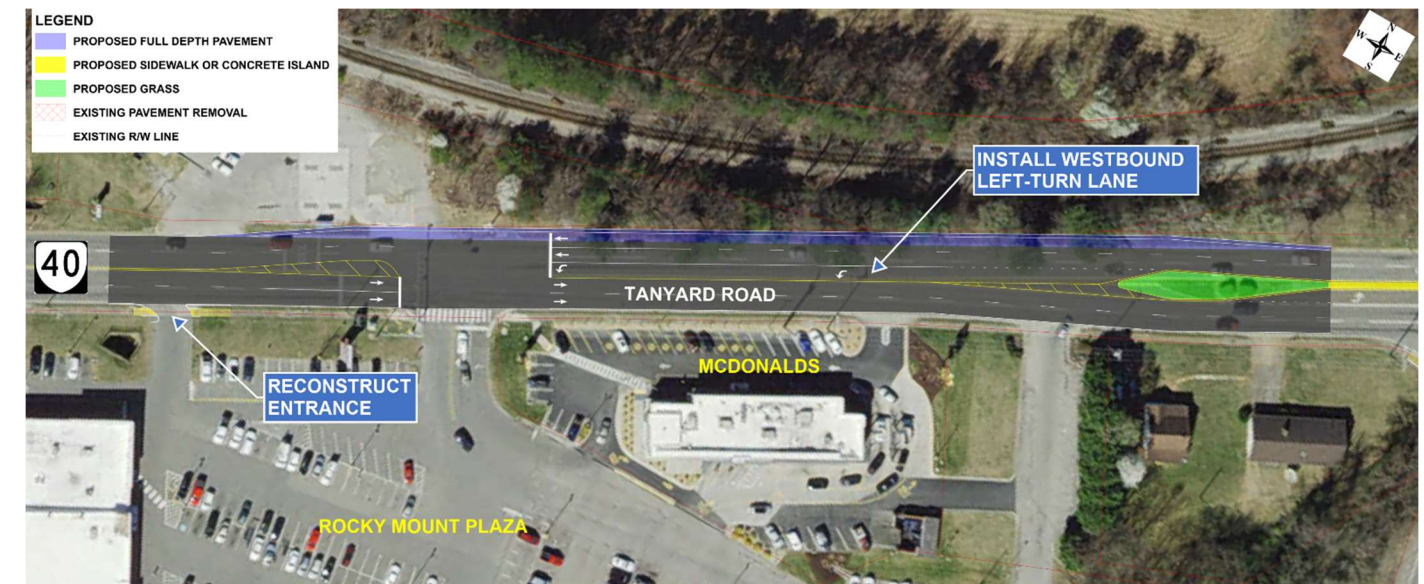 LEGEND
PROPOSED FULL DEPTH PAVEMENT
PROPOSED SIDEWALK OR CONCRETE ISLAND
PROPOSED GRASS
EXISTING PAVEMENT REMOVAL
EXISTING R/W LINE
N
W
E
S
INSTALL WESTBOUND
LEFT-TURN LANE
40
TANYARD ROAD
MCDONALDS
RECONSTRUCT
ENTRANCE
ROCKY MOUNT PLAZA